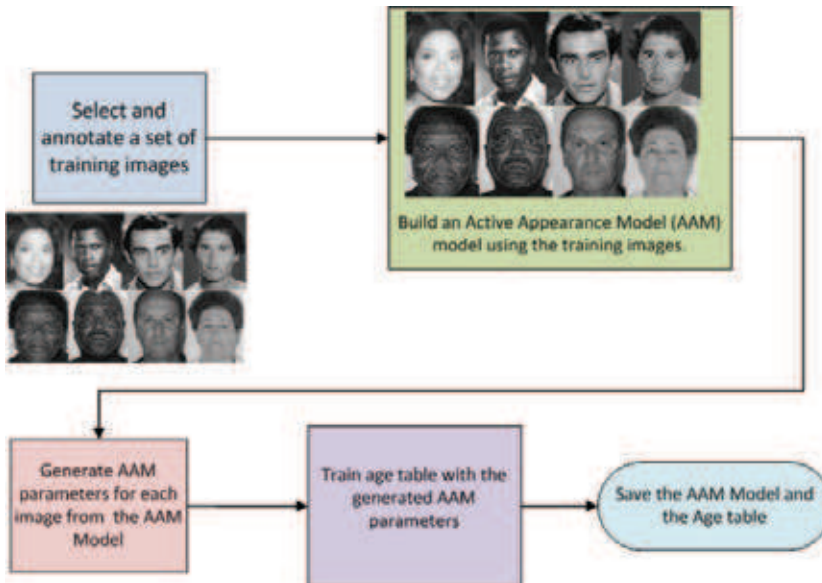 Select and
annotate a set of
training images
Build an Active Appearance Model (AAM)
model using the training images.
Generate AAM
parameters for each
image from the AAM
Model
Train age table with the
generated AAM
parameters
Save the AAM Model and
the Age table